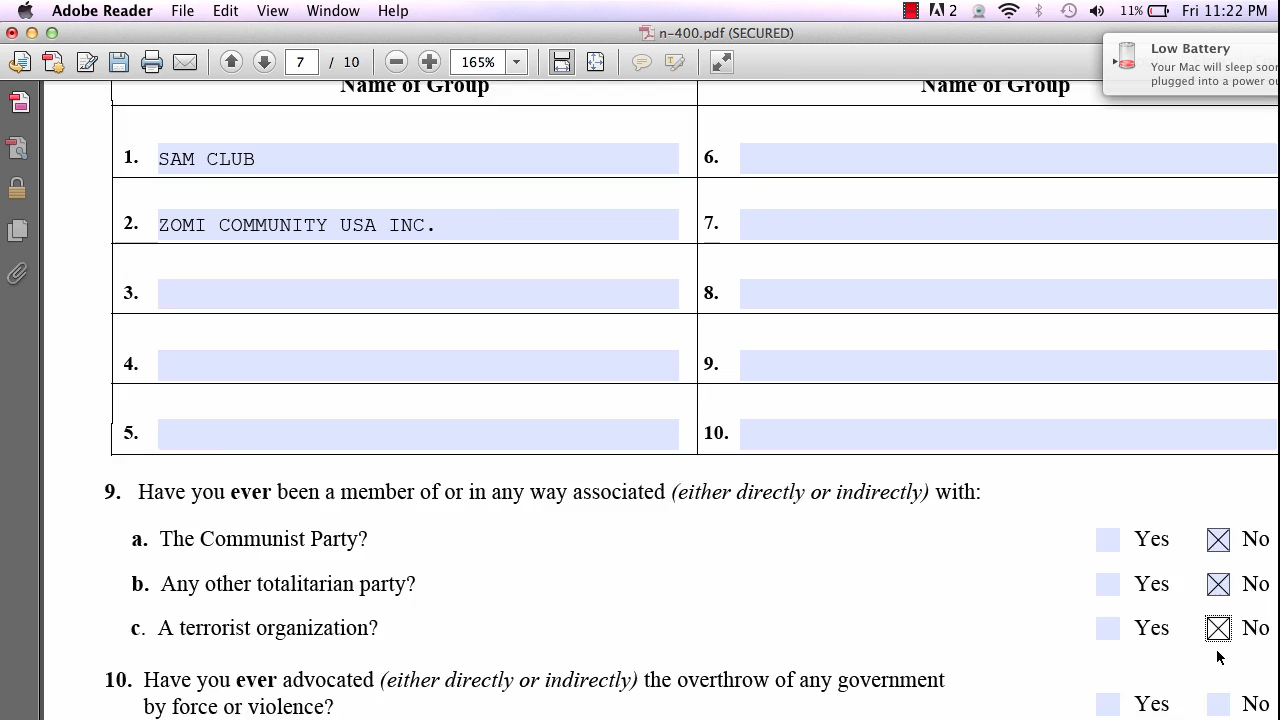 Adobe Reader File Edit View Window Help 2 11% Fri 11:22 PM
n-400.pdf (SECURED)
7 / 10 165%
Low Battery
Your Mac will sleep soon
plugged into a power
Name of Group Name of Group
1. SAM CLUB 6.
2. ZOMI COMMUNITY USA INC. 7.
3. 8.
4. 9.
5. 10.
9. Have you ever been a member of or in any way associated (either directly or indirectly) with:
a. The Communist Party? Yes No
b. Any other totalitarian party? Yes No
c. A terrorist organization? Yes No
10. Have you ever advocated (either directly or indirectly) the overthrow of any government
by force or violence? Yes No